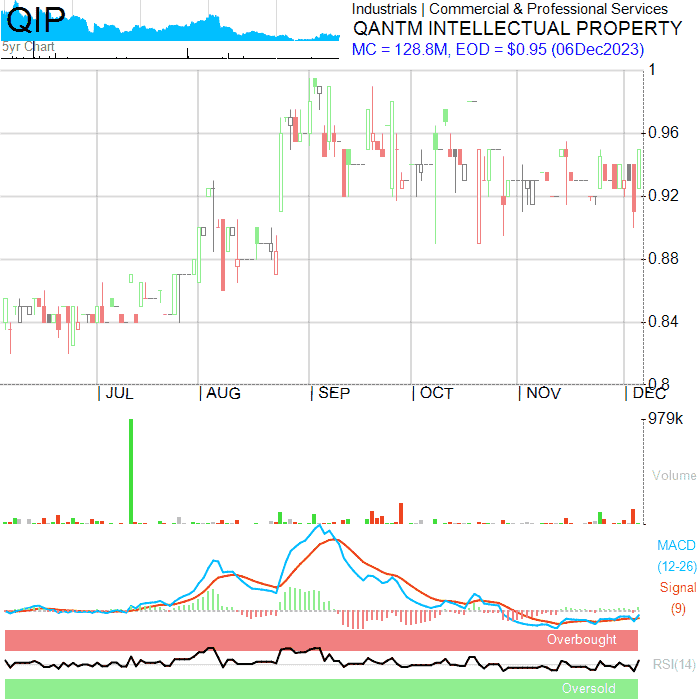 QIP
5yr Chart
Industrials | Commercial & Professional Services
QANTM INTELLECTUAL PROPERTY
MC = 128.8M, EOD = $0.95 (06Dec2023)
1
0.96
0.92
0.88
0.84
0.8
| JUL | AUG | SEP | OCT | NOV | DEC
979k
Volume
MACD
(12-26)
Signal
(9)
Overbought
RSI(14)
Oversold